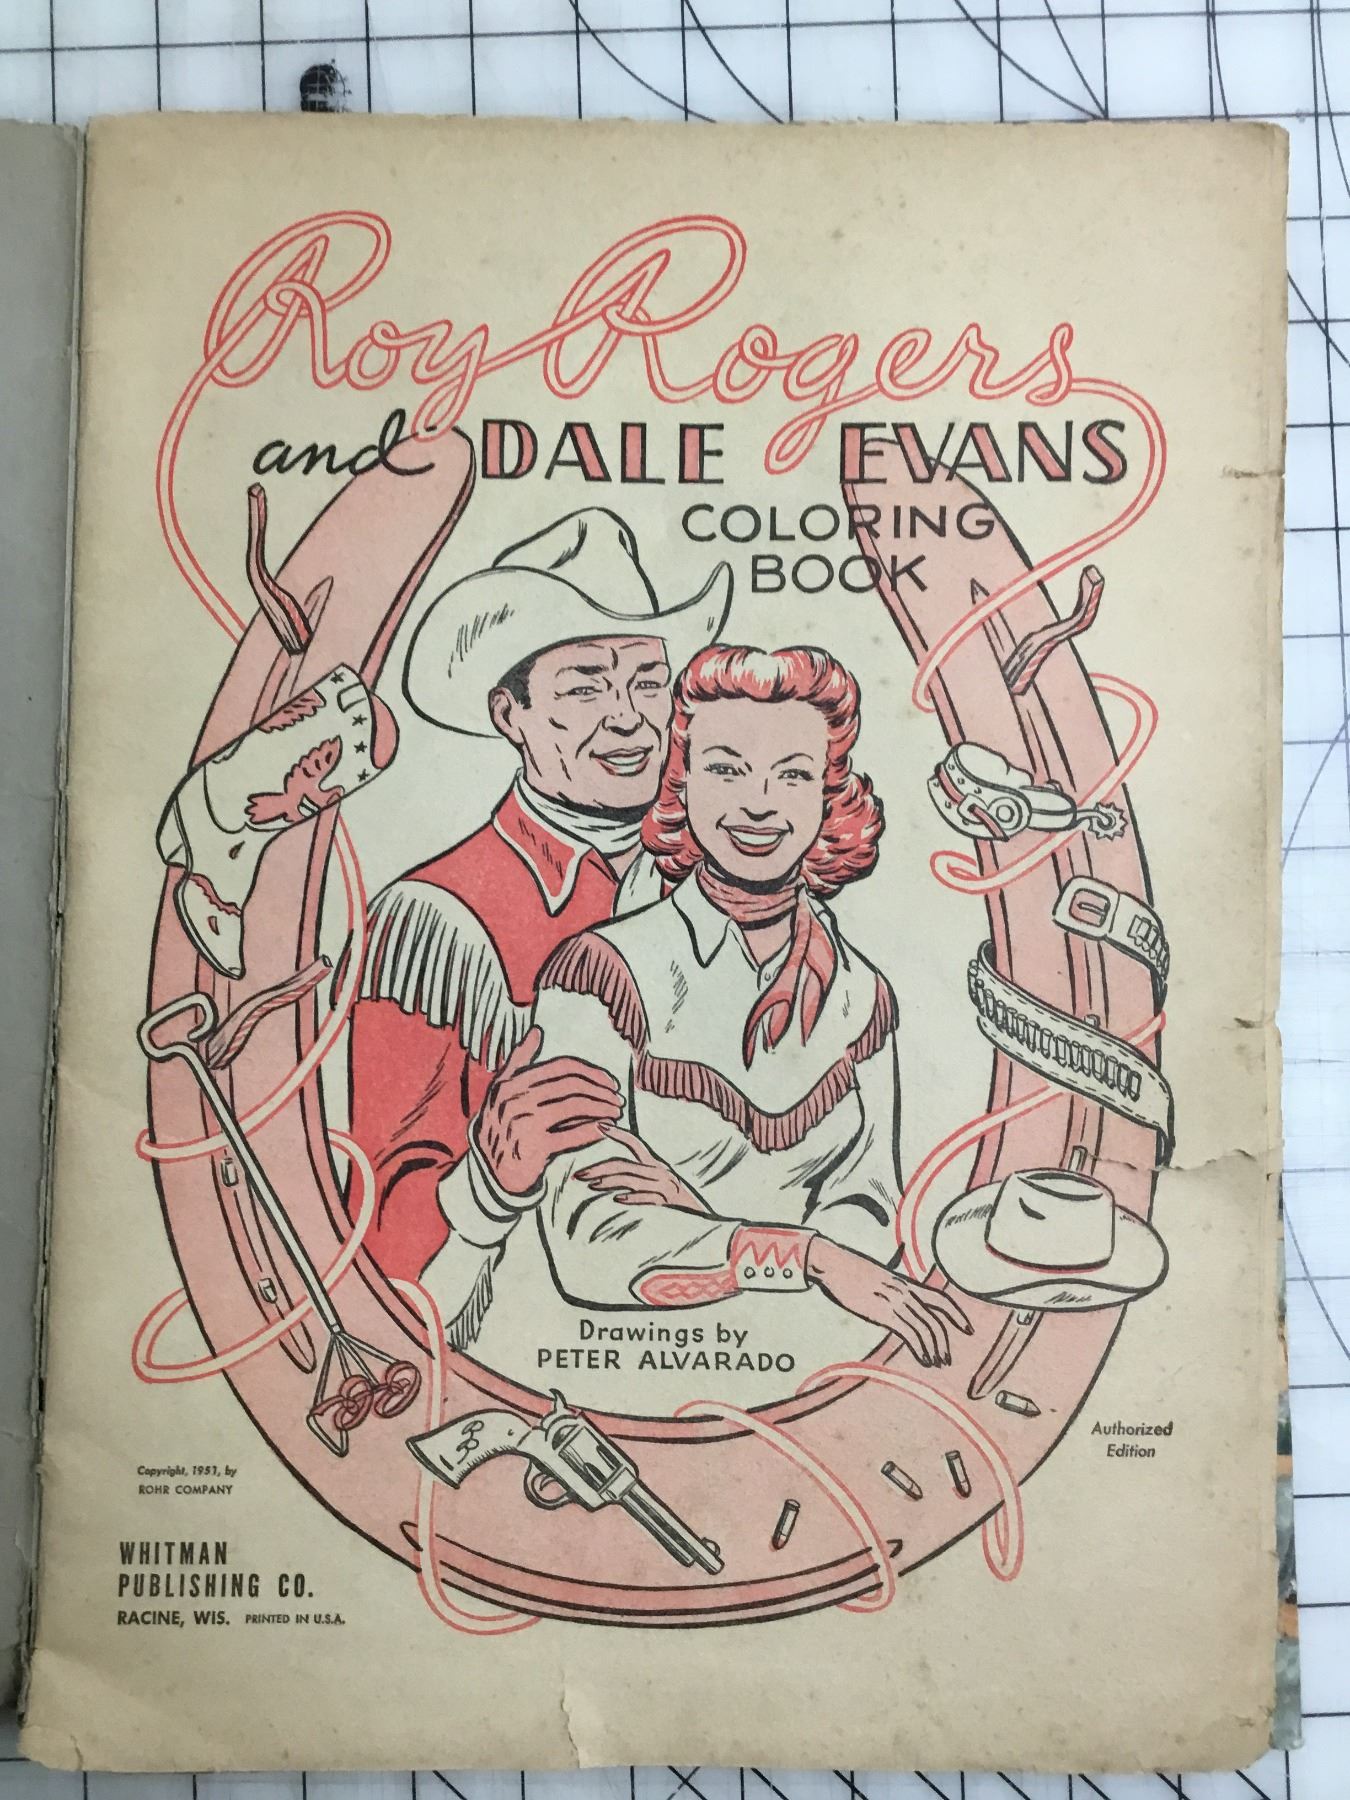 Roy Rogers
and DALE EVANS
COLORING
BOOK
Drawings by
PETER ALVARADO
Authorized
Edition
Copyright, 1951, by
ROHR COMPANY
WHITMAN
PUBLISHING CO.
RACINE, WIS. PRINTED IN U.S.A.